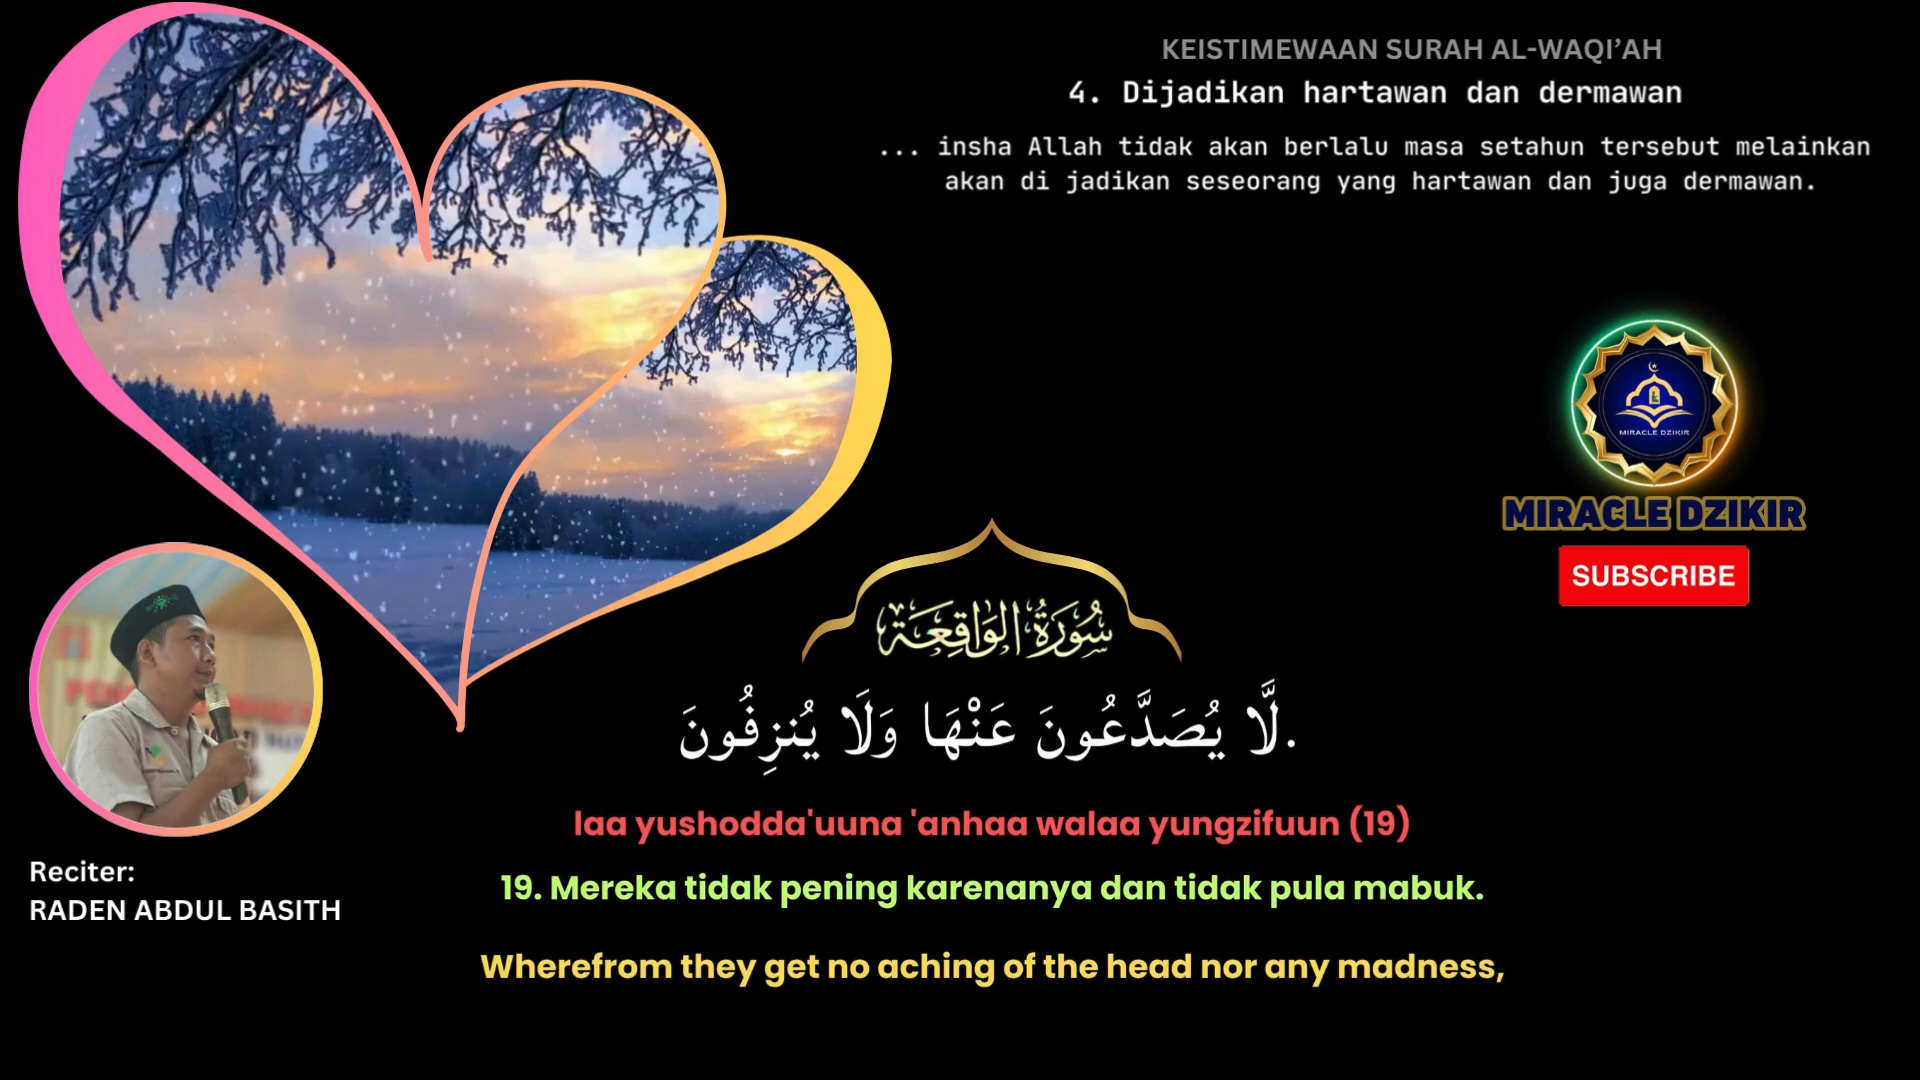 KEISTIMEWAAN SURAH AL-WAQI’AH
4. Dijadikan hartawan dan dermawan
... insha Allah tidak akan berlalu masa setahun tersebut melainkan
akan di jadikan seseorang yang hartawan dan juga dermawan.
MIRACLE DZIKIR
MIRACLE DZIKIR
SUBSCRIBE
سُوْرَةُ الْوَاقِعَة
لَّا يُصَدَّعُونَ عَنْهَا وَلَا يُنزِفُونَ.
laa yushodda'uuna 'anhaa walaa yungzifuun (19)
19. Mereka tidak pening karenanya dan tidak pula mabuk.
Wherefrom they get no aching of the head nor any madness,
Reciter:
RADEN ABDUL BASITH